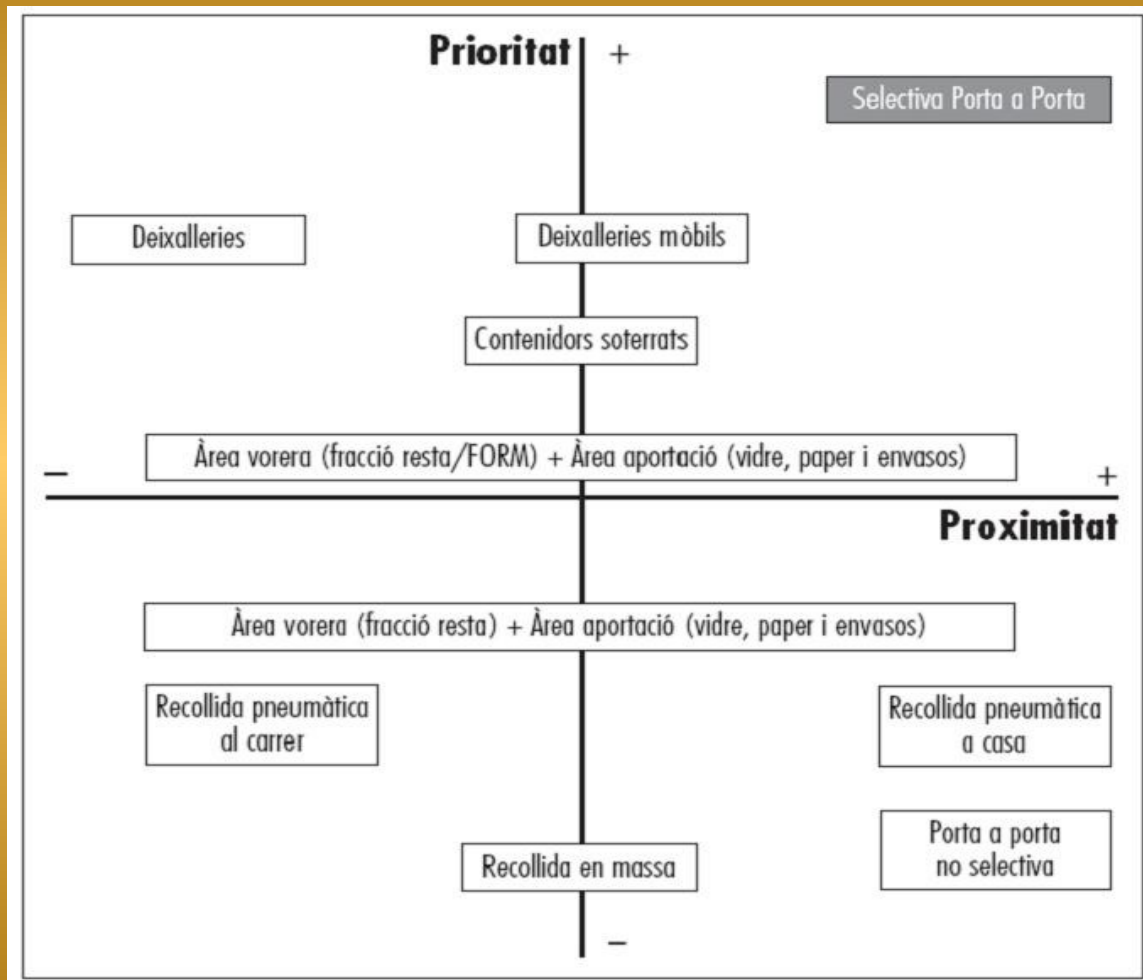 Prioritat +
Selectiva Porta a Porta
Deixalleries
Deixalleries mòbils
Contenidors soterrats
Àrea vorera (fracció resta/FORM) + Àrea aportació (vidre, paper i envasos)
– +
Proximitat
Àrea vorera (fracció resta) + Àrea aportació (vidre, paper i envasos)
Recollida pneumàtica
al carrer
Recollida pneumàtica
a casa
Recollida en massa
Porta a porta
no selectiva
–